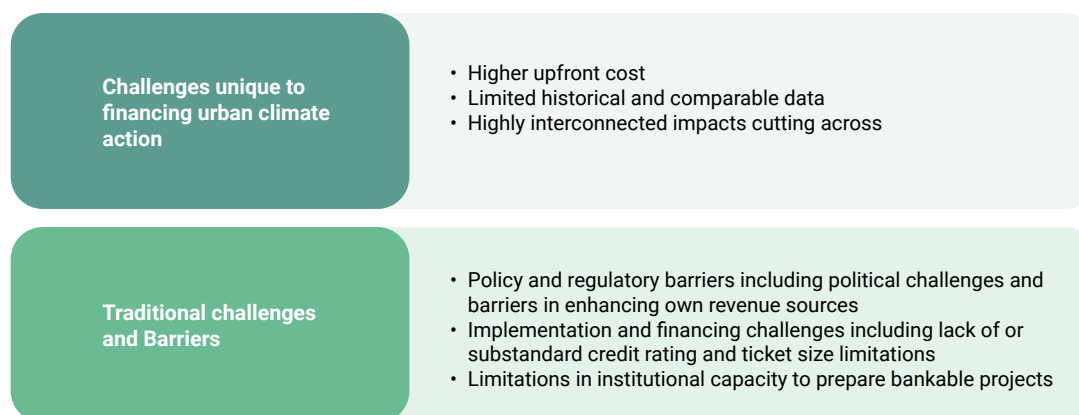 Challenges unique to
financing urban climate
action
• Higher upfront cost
• Limited historical and comparable data
• Highly interconnected impacts cutting across
Traditional challenges
and Barriers
• Policy and regulatory barriers including political challenges and
barriers in enhancing own revenue sources
• Implementation and financing challenges including lack of or
substandard credit rating and ticket size limitations
• Limitations in institutional capacity to prepare bankable projects